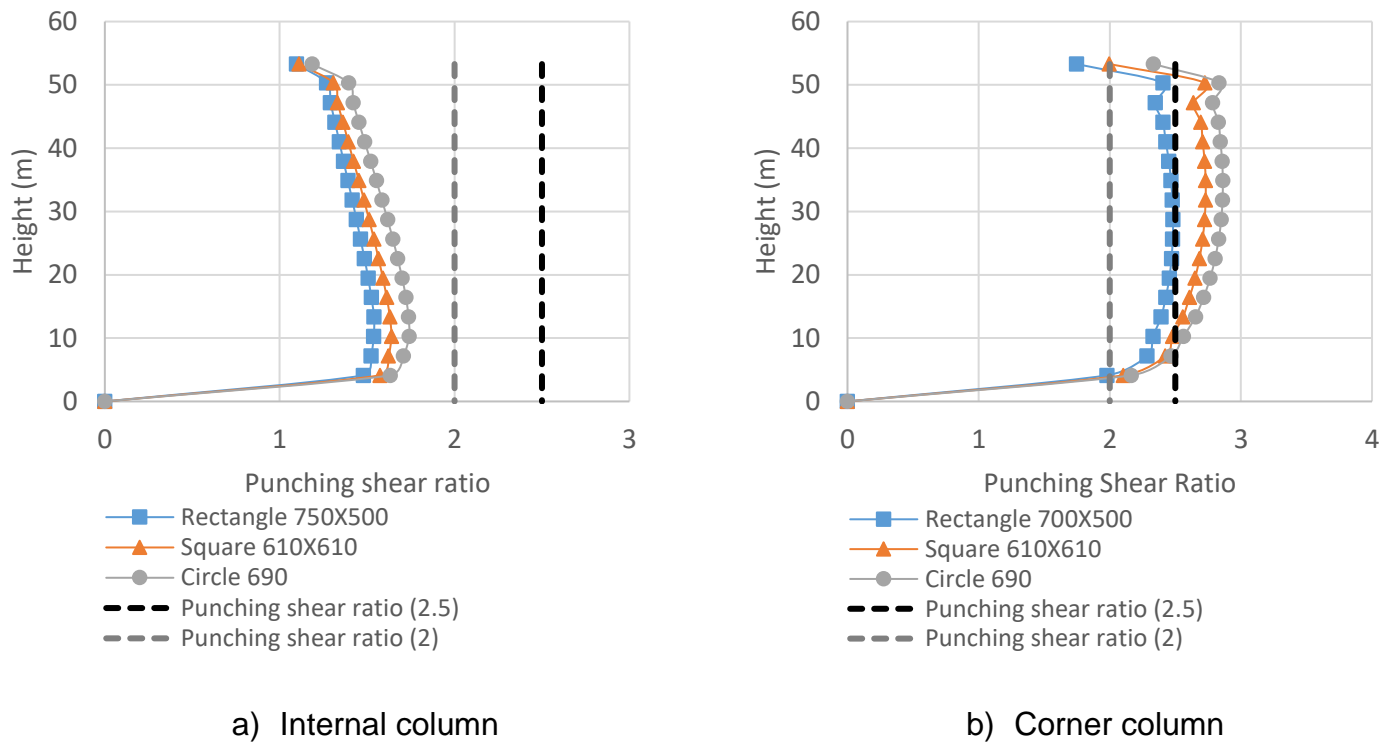 60
50
40
30
20
10
0
Height (m)
0 1 2 3
Punching shear ratio
Rectangle 750X500
Square 610X610
Circle 690
Punching shear ratio (2.5)
Punching shear ratio (2)
a) Internal column
60
50
40
30
20
10
0
Height (m)
0 1 2 3 4
Punching Shear Ratio
Rectangle 700X500
Square 610X610
Circle 690
Punching shear ratio (2.5)
Punching shear ratio (2)
b) Corner column